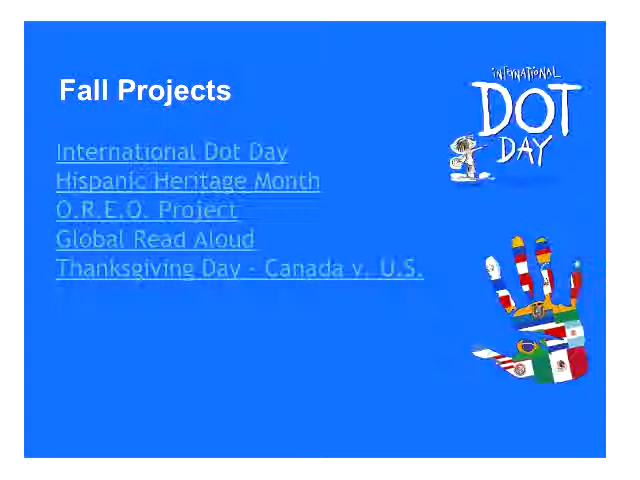 Fall Projects
International Dot Day
Hispanic Heritage Month
O.R.E.O. Project
Global Read Aloud
Thanksgiving Day - Canada v. U.S.
INTERNATIONAL
DOT
DAY